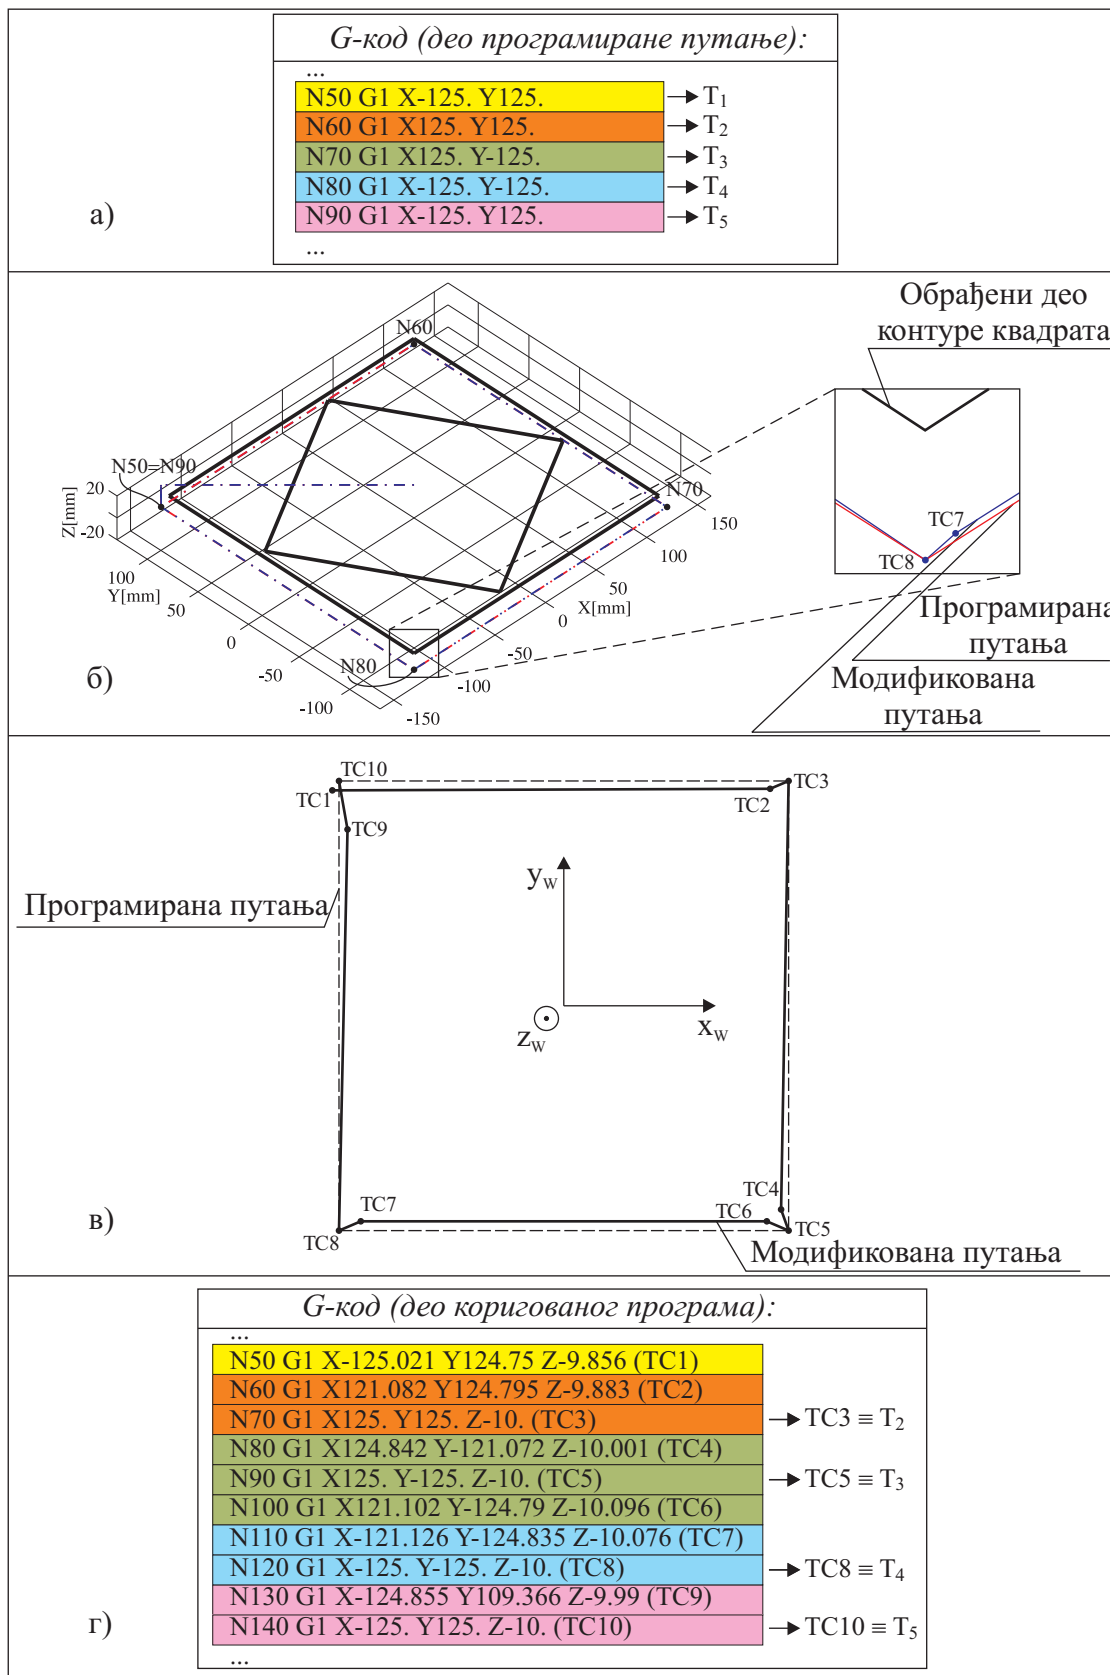 G-код (део програмиране путање):
...
N50 G1 X-125. Y125.
T1
N60 G1 X125. Y125.
T2
N70 G1 X125. Y-125.
T3
N80 G1 X-125. Y-125.
T4
N90 G1 X-125. Y125.
T5
...
а)
Обрађени део
контуре квадрата
N60
N50=N90
N70
N80
20
-20
Z[mm]
100
Y[mm]
50
0
-50
-100
150
100
50
X[mm]
0
-50
-100
-150
TC7
TC8
Програмирана
путања
Модификована
путања
б)
TC10
TC3
TC1
TC2
TC9
yw
Програмирана путања
xw
zw
TC4
TC7
TC6
TC8
TC5
Модификована путања
в)
G-код (део коригованог програма):
...
N50 G1 X-125.021 Y124.75 Z-9.856 (TC1)
N60 G1 X121.082 Y124.795 Z-9.883 (TC2)
N70 G1 X125. Y125. Z-10. (TC3)
TC3 ≡ T2
N80 G1 X124.842 Y-121.072 Z-10.001 (TC4)
N90 G1 X125. Y-125. Z-10. (TC5)
TC5 ≡ T3
N100 G1 X121.102 Y-124.79 Z-10.096 (TC6)
N110 G1 X-121.126 Y-124.835 Z-10.076 (TC7)
N120 G1 X-125. Y-125. Z-10. (TC8)
TC8 ≡ T4
N130 G1 X-124.855 Y109.366 Z-9.99 (TC9)
N140 G1 X-125. Y125. Z-10. (TC10)
TC10 ≡ T5
...
г)